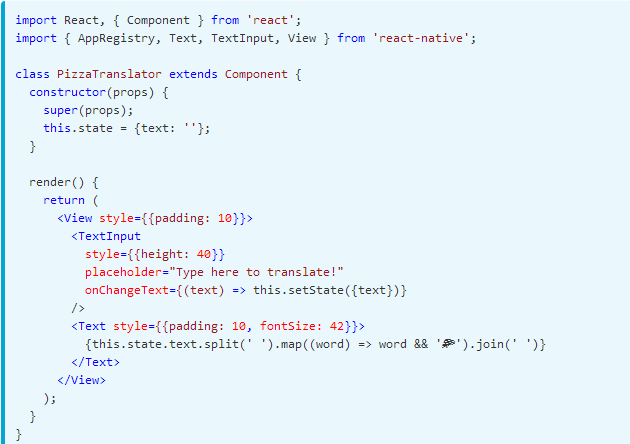 import React, { Component } from 'react';
import { AppRegistry, Text, TextInput, View } from 'react-native';

class PizzaTranslator extends Component {
  constructor(props) {
    super(props);
    this.state = {text: ''};
  }

  render() {
    return (
      <View style={{padding: 10}}>
        <TextInput
          style={{height: 40}}
          placeholder="Type here to translate!"
          onChangeText={(text) => this.setState({text})}
        />
        <Text style={{padding: 10, fontSize: 42}}>
          {this.state.text.split(' ').map((word) => word && '🍕').join(' ')}
        </Text>
      </View>
    );
  }
}